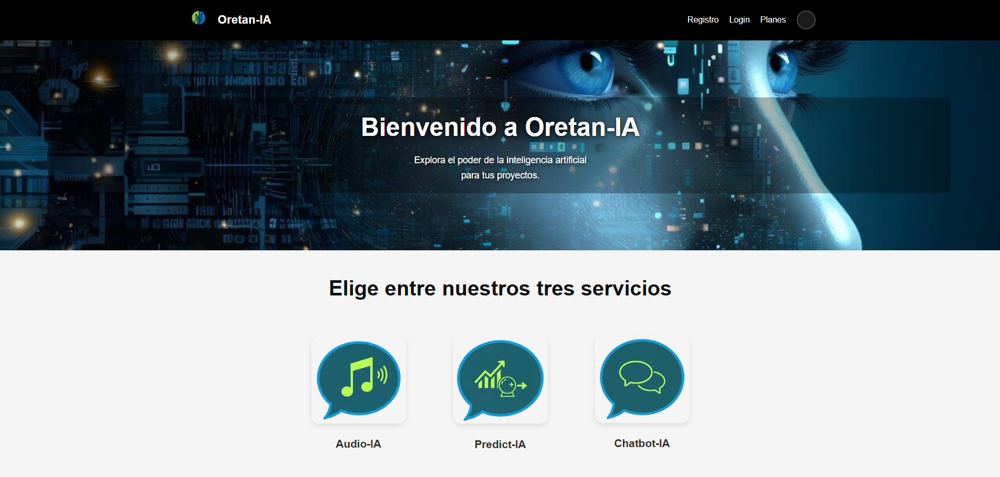 Oretan-IA
Registro
Login
Planes
Bienvenido a Oretan-IA
Explora el poder de la inteligencia artificial
para tus proyectos.
Elige entre nuestros tres servicios
Audio-IA
Predict-IA
Chatbot-IA